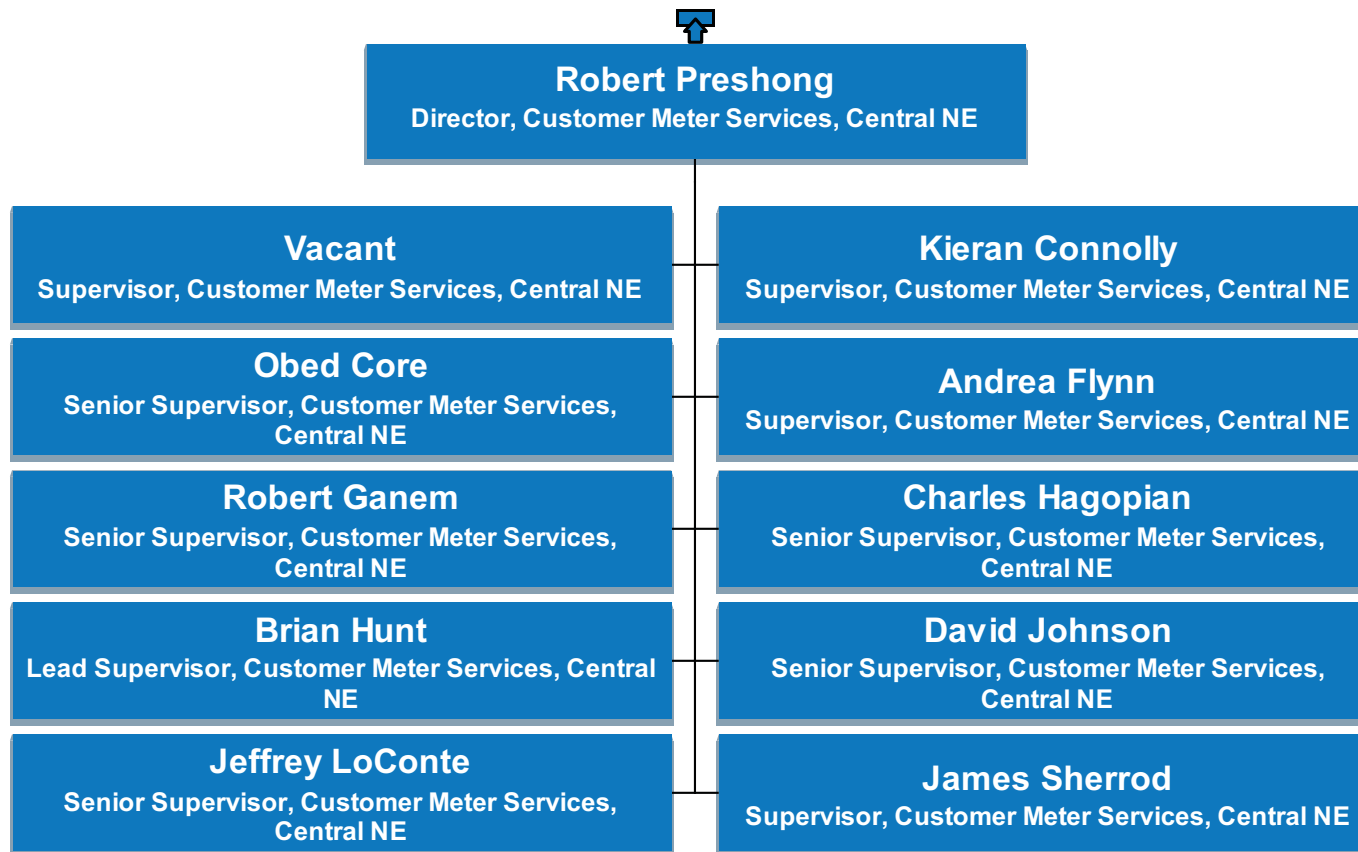 Robert Preshong
Director, Customer Meter Services, Central NE
Vacant
Supervisor, Customer Meter Services, Central NE
Kieran Connolly
Supervisor, Customer Meter Services, Central NE
Obed Core
Senior Supervisor, Customer Meter Services,
Central NE
Andrea Flynn
Supervisor, Customer Meter Services, Central NE
Robert Ganem
Senior Supervisor, Customer Meter Services,
Central NE
Charles Hagopian
Senior Supervisor, Customer Meter Services,
Central NE
Brian Hunt
Lead Supervisor, Customer Meter Services, Central
NE
David Johnson
Senior Supervisor, Customer Meter Services,
Central NE
Jeffrey LoConte
Senior Supervisor, Customer Meter Services,
Central NE
James Sherrod
Supervisor, Customer Meter Services, Central NE